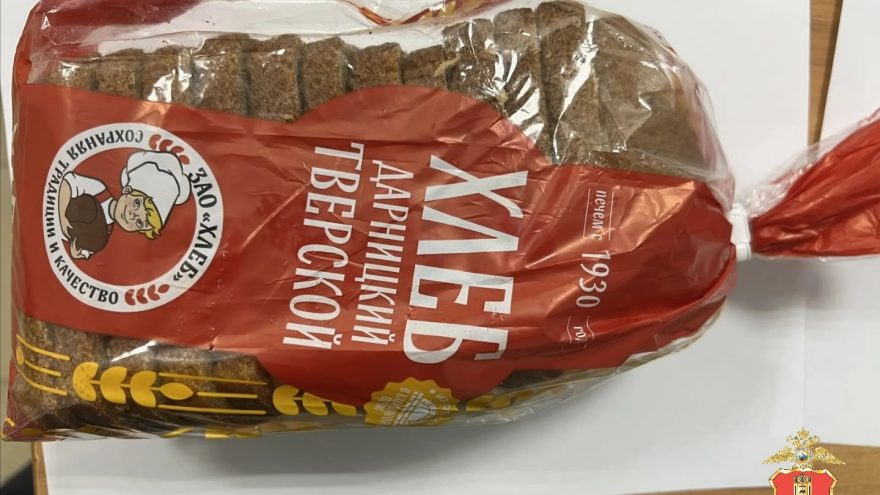 печем с 1930 го
ХЛЕБ
ДАРНИЦКИЙ
ТВЕРСКОЙ
ЗАО «ХЛЕБ»
СОХРАНЯЯ ТРАДИЦИИ И КАЧЕСТВО